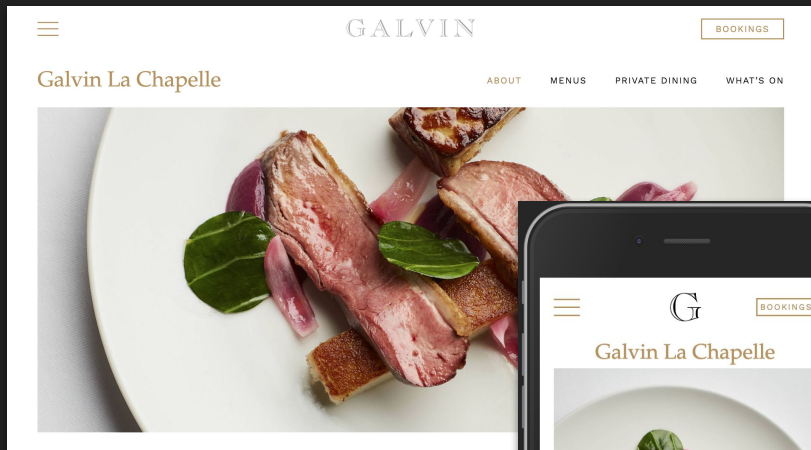 GALVIN
BOOKINGS
Galvin La Chapelle
ABOUT MENUS PRIVATE DINING WHAT'S ON
G
BOOKINGS
Galvin La Chapelle